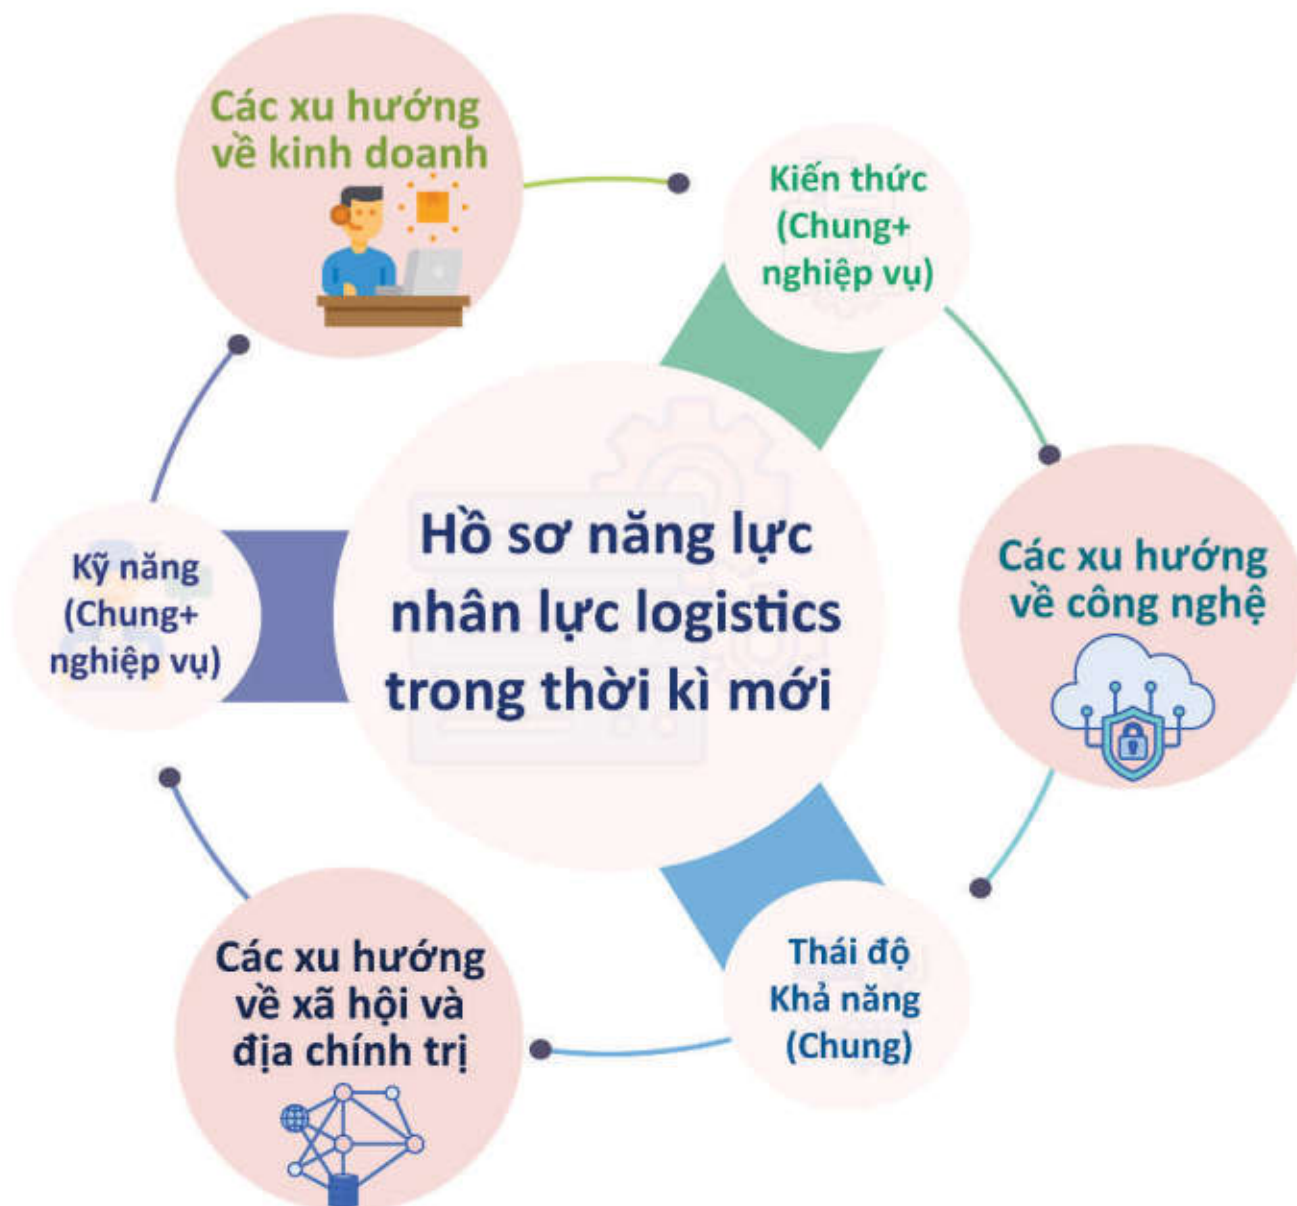 Các xu hướng
về kinh doanh
Kiến thức
(Chung+
nghiệp vụ)
Hồ sơ năng lực
nhân lực logistics
trong thời kì mới
Các xu hướng
về công nghệ
Kỹ năng
(Chung+
nghiệp vụ)
Thái độ
Khả năng
(Chung)
Các xu hướng
về xã hội và
địa chính trị